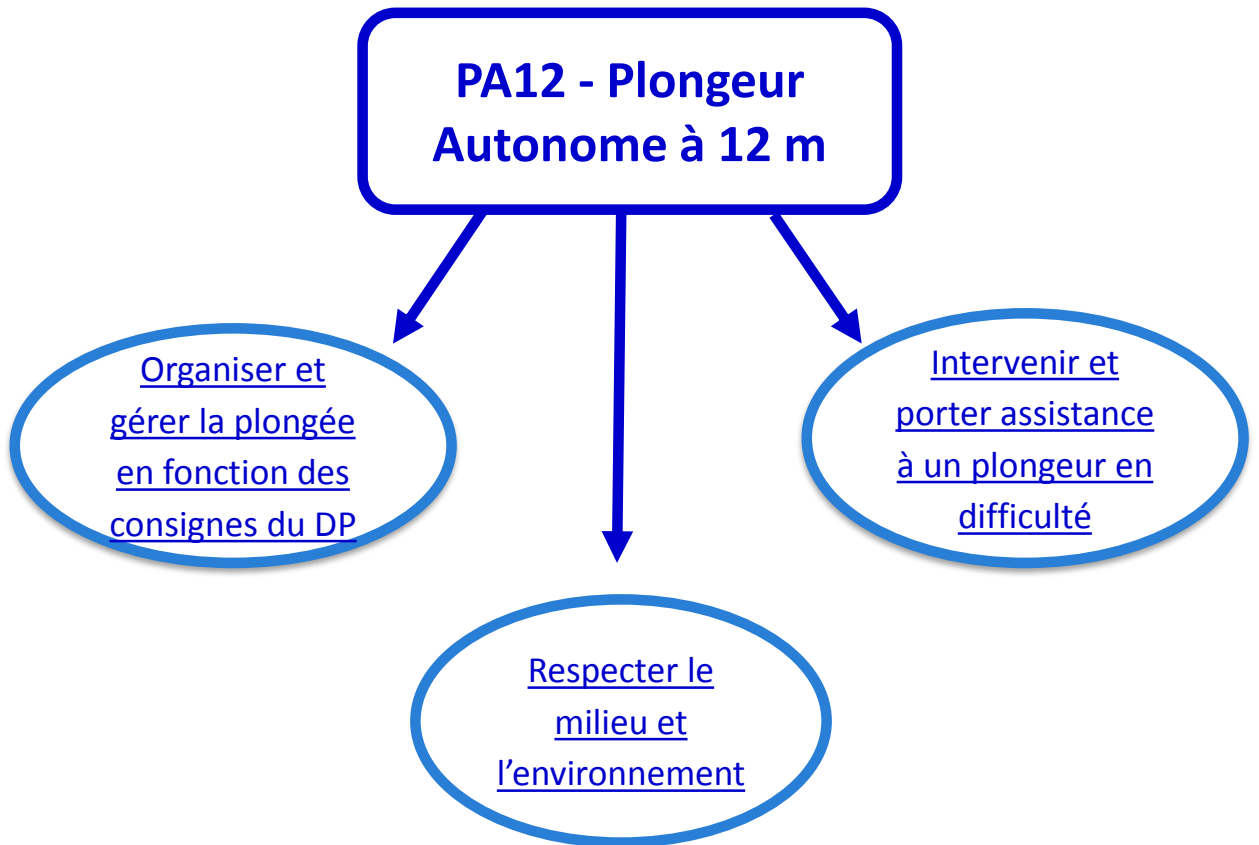 PA12 - Plongeur
Autonome à 12 m
Organiser et
gérer la plongée
en fonction des
consignes du DP
Intervenir et
porter assistance
à un plongeur en
difficulté
Respecter le
milieu et
l’environnement